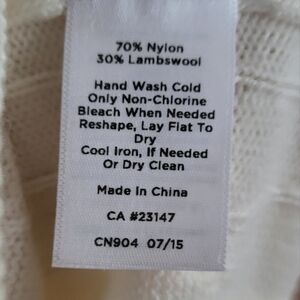 70% Nylon
30% Lambswool
Hand Wash Cold
Only Non-Chlorine
Bleach When Needed
Reshape, Lay Flat To
Dry
Cool Iron, If Needed
Or Dry Clean
Made In China
CA #23147
CN904 07/15